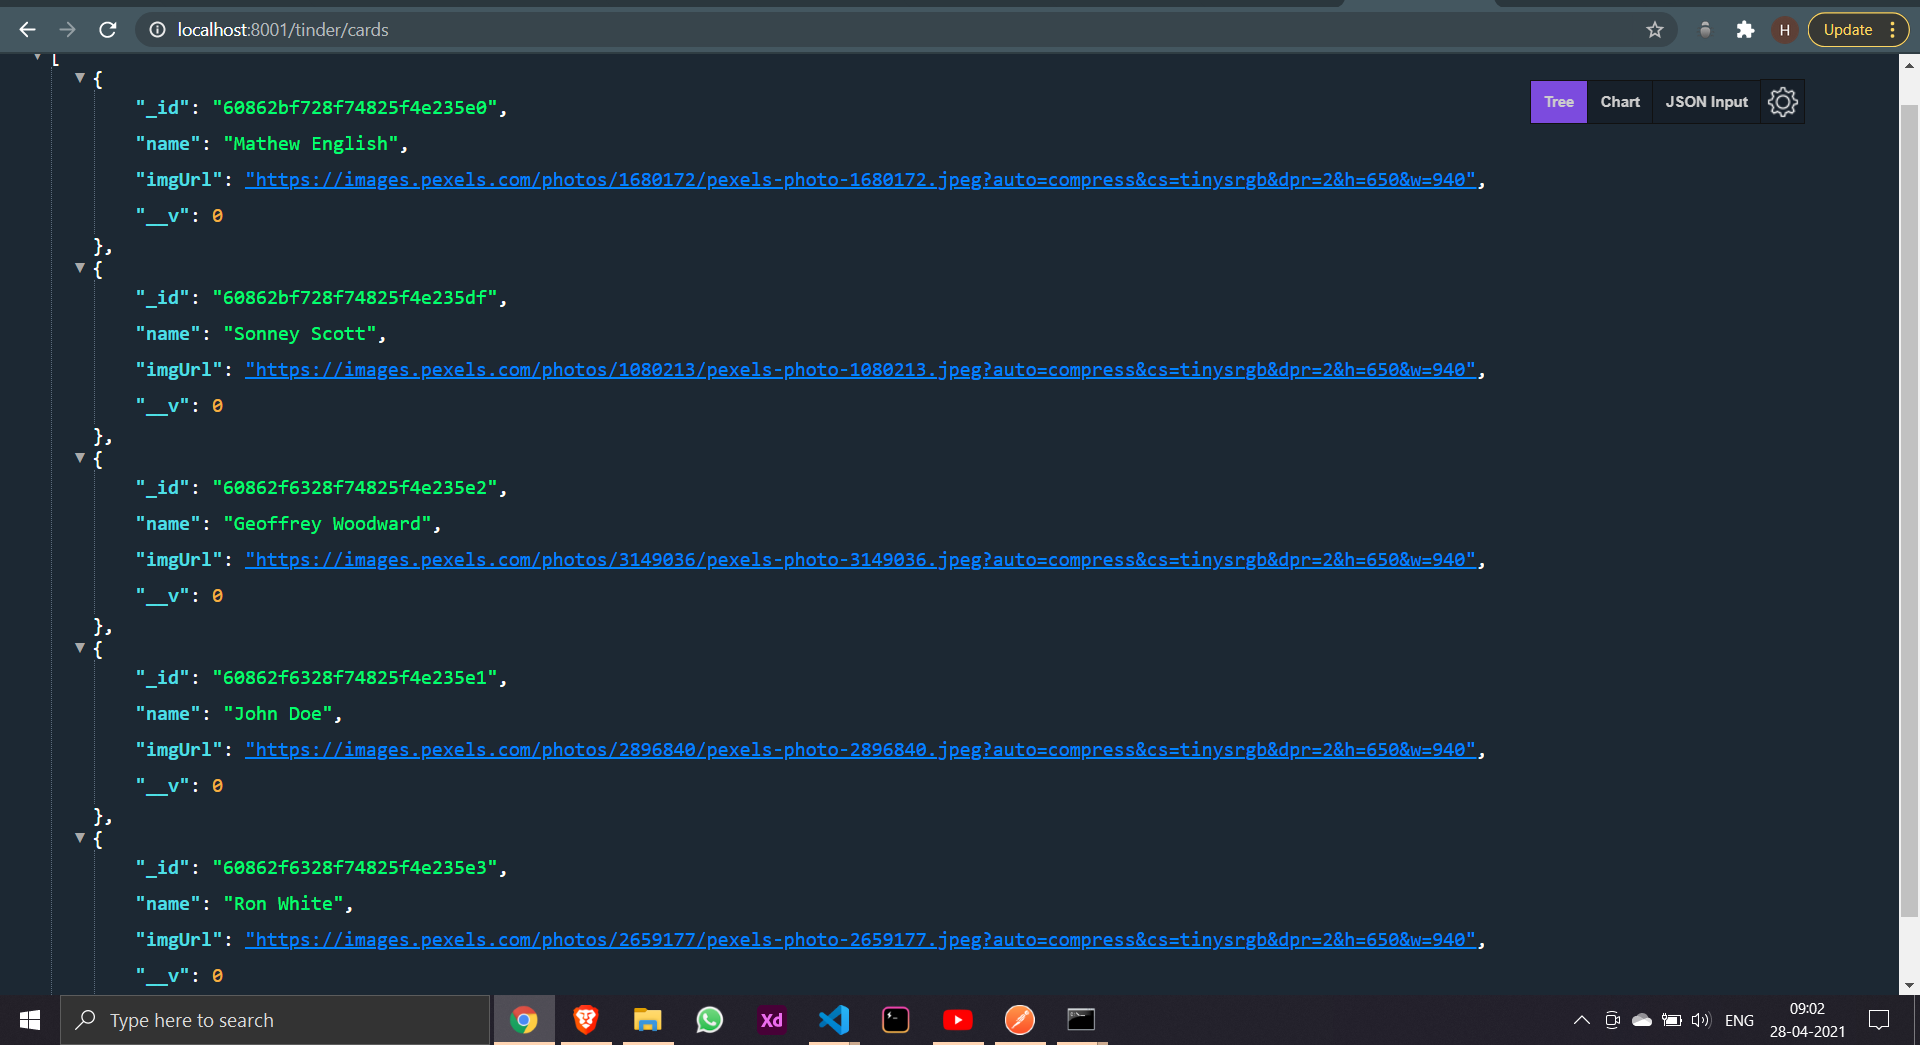 localhost:8001/tinder/cards
H
Update
[
{
Tree Chart JSON Input
"_id": "60862bf728f74825f4e235e0",
"name": "Mathew English",
"imgUrl": "https://images.pexels.com/photos/1680172/pexels-photo-1680172.jpeg?auto=compress&cs=tinysrgb&dpr=2&h=650&w=940",
"__v": 0
},
{
"_id": "60862bf728f74825f4e235df",
"name": "Sonney Scott",
"imgUrl": "https://images.pexels.com/photos/1080213/pexels-photo-1080213.jpeg?auto=compress&cs=tinysrgb&dpr=2&h=650&w=940",
"__v": 0
},
{
"_id": "60862f6328f74825f4e235e2",
"name": "Geoffrey Woodward",
"imgUrl": "https://images.pexels.com/photos/3149036/pexels-photo-3149036.jpeg?auto=compress&cs=tinysrgb&dpr=2&h=650&w=940",
"__v": 0
},
{
"_id": "60862f6328f74825f4e235e1",
"name": "John Doe",
"imgUrl": "https://images.pexels.com/photos/2896840/pexels-photo-2896840.jpeg?auto=compress&cs=tinysrgb&dpr=2&h=650&w=940",
"__v": 0
},
{
"_id": "60862f6328f74825f4e235e3",
"name": "Ron White",
"imgUrl": "https://images.pexels.com/photos/2659177/pexels-photo-2659177.jpeg?auto=compress&cs=tinysrgb&dpr=2&h=650&w=940",
"__v": 0
Type here to search
Xd
ENG
09:02
28-04-2021